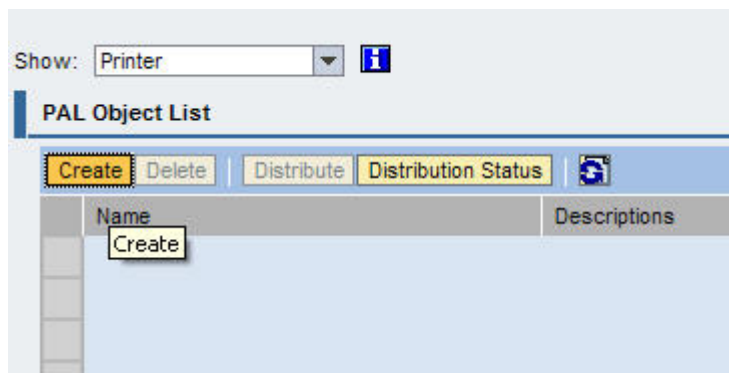 Show: Printer
PAL Object List
Create Delete Distribute Distribution Status
Name Descriptions
Create